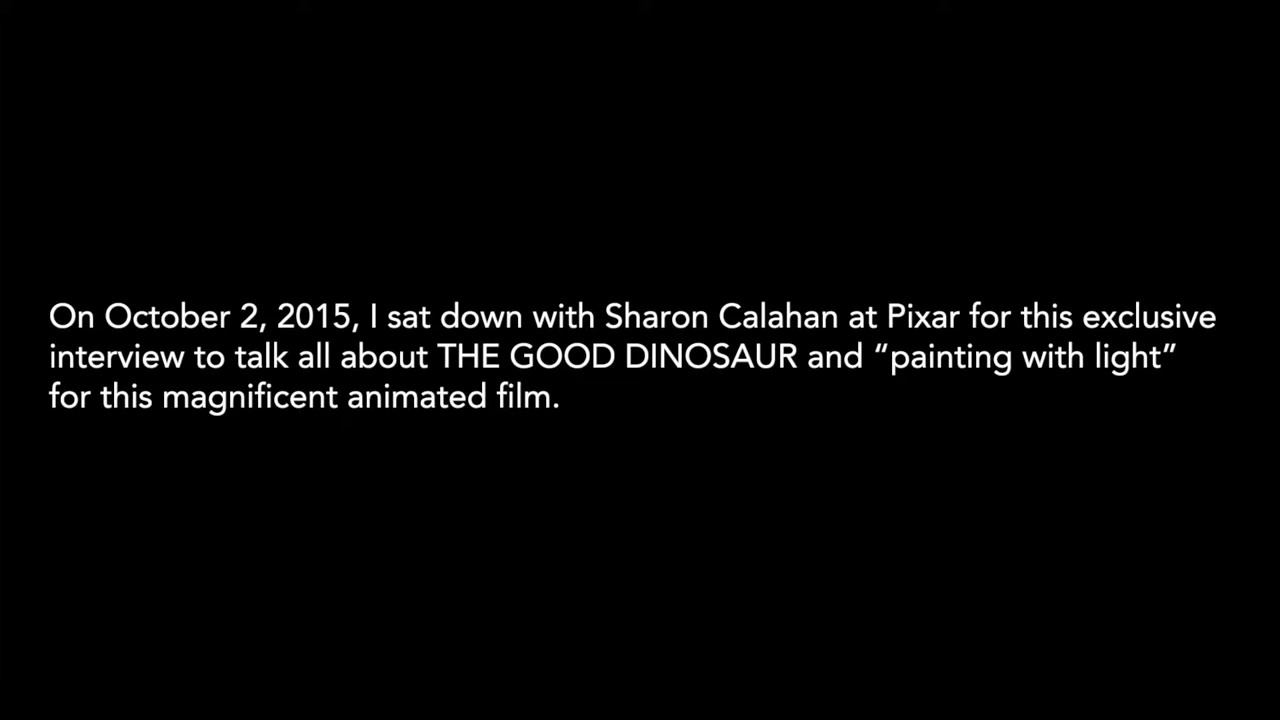 On October 2, 2015, I sat down with Sharon Calahan at Pixar for this exclusive
interview to talk all about THE GOOD DINOSAUR and “painting with light”
for this magnificent animated film.